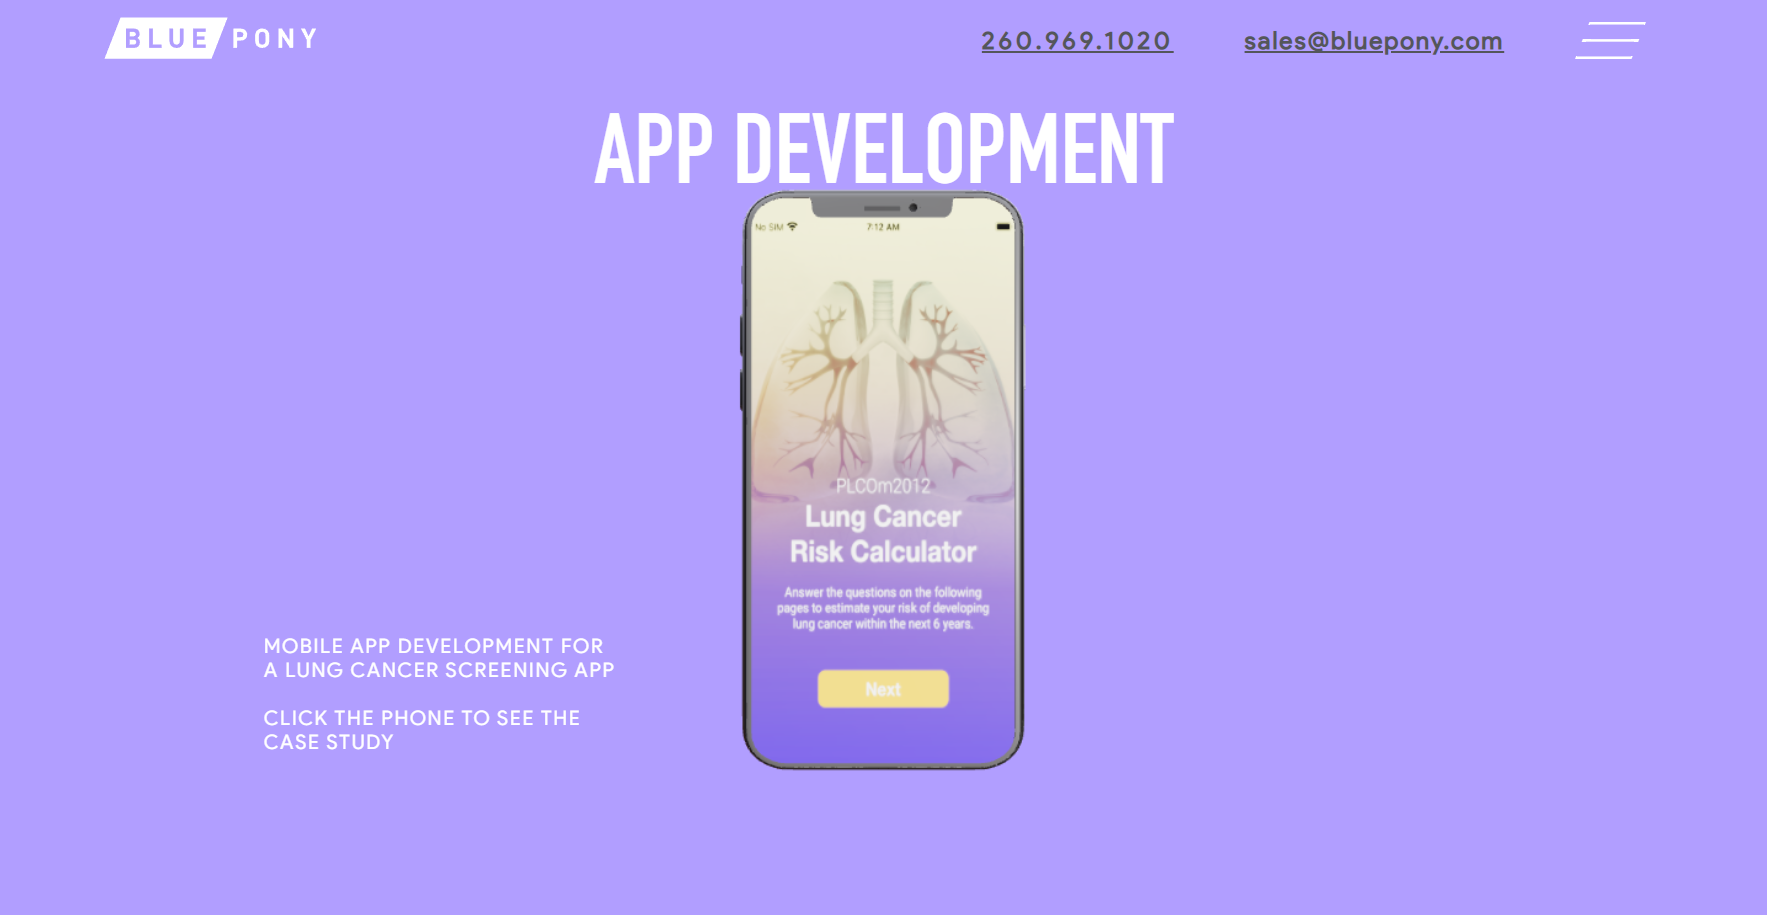 BLUE PONY
260.969.1020
sales@bluepony.com
APP DEVELOPMENT
No SIM 7:12 AM
PLCOm2012
Lung Cancer
Risk Calculator
Answer the questions on the following
pages to estimate your risk of developing
lung cancer within the next 6 years.
Next
MOBILE APP DEVELOPMENT FOR
A LUNG CANCER SCREENING APP
CLICK THE PHONE TO SEE THE
CASE STUDY